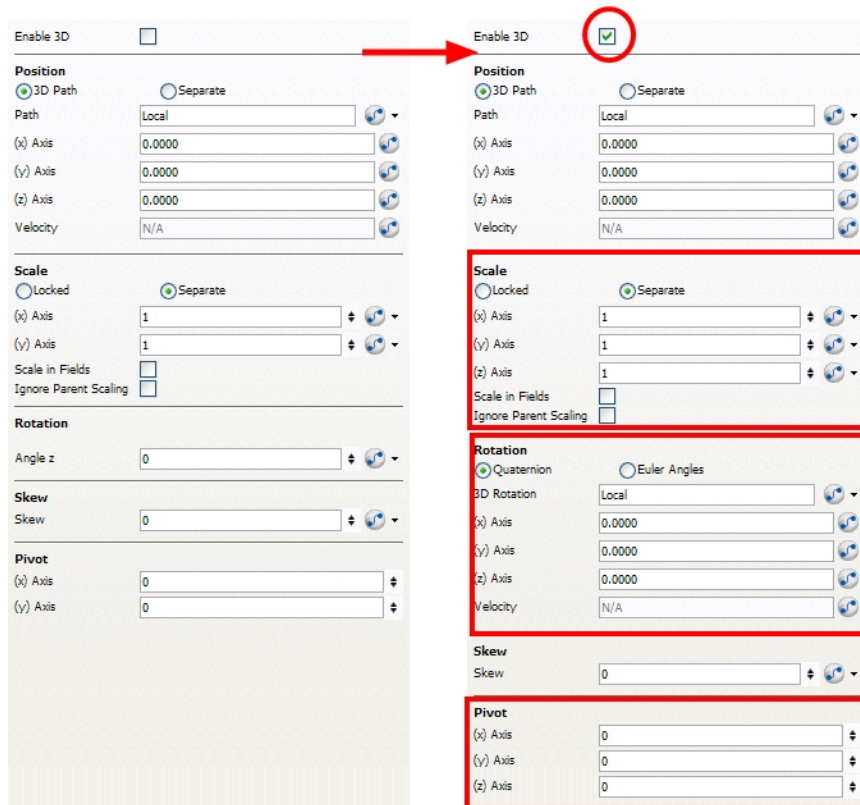 Enable 3D
Position
3D Path Separate
Path Local
(x) Axis 0.0000
(y) Axis 0.0000
(z) Axis 0.0000
Velocity N/A
Scale
Locked Separate
(x) Axis 1
(y) Axis 1
Scale in Fields
Ignore Parent Scaling
Rotation
Angle z 0
Skew
Skew 0
Pivot
(x) Axis 0
(y) Axis 0
Enable 3D
Position
3D Path Separate
Path Local
(x) Axis 0.0000
(y) Axis 0.0000
(z) Axis 0.0000
Velocity N/A
Scale
Locked Separate
(x) Axis 1
(y) Axis 1
(z) Axis 1
Scale in Fields
Ignore Parent Scaling
Rotation
Quaternion Euler Angles
3D Rotation Local
(x) Axis 0.0000
(y) Axis 0.0000
(z) Axis 0.0000
Velocity N/A
Skew
Skew 0
Pivot
(x) Axis 0
(y) Axis 0
(z) Axis 0